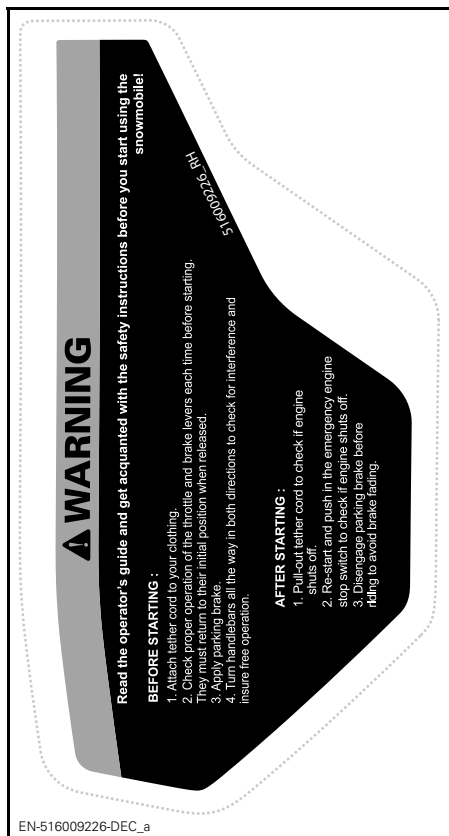 ⚠ WARNING
Read the operator's guide and get acquanted with the safety instructions before you start using the
snowmobile!
BEFORE STARTING :
1. Attach tether cord to your clothing.
2. Check proper operation of the throttle and brake levers each time before starting.
They must return to their initial position when released.
3. Apply parking brake.
4. Turn handlebars all the way in both directions to check for interference and
insure free operation.
516009226_RH
AFTER STARTING :
1. Pull-out tether cord to check if engine
shuts off.
2. Re-start and push in the emergency engine
stop switch to check if engine shuts off.
3. Disengage parking brake before
riding to avoid brake fading.
EN-516009226-DEC_a